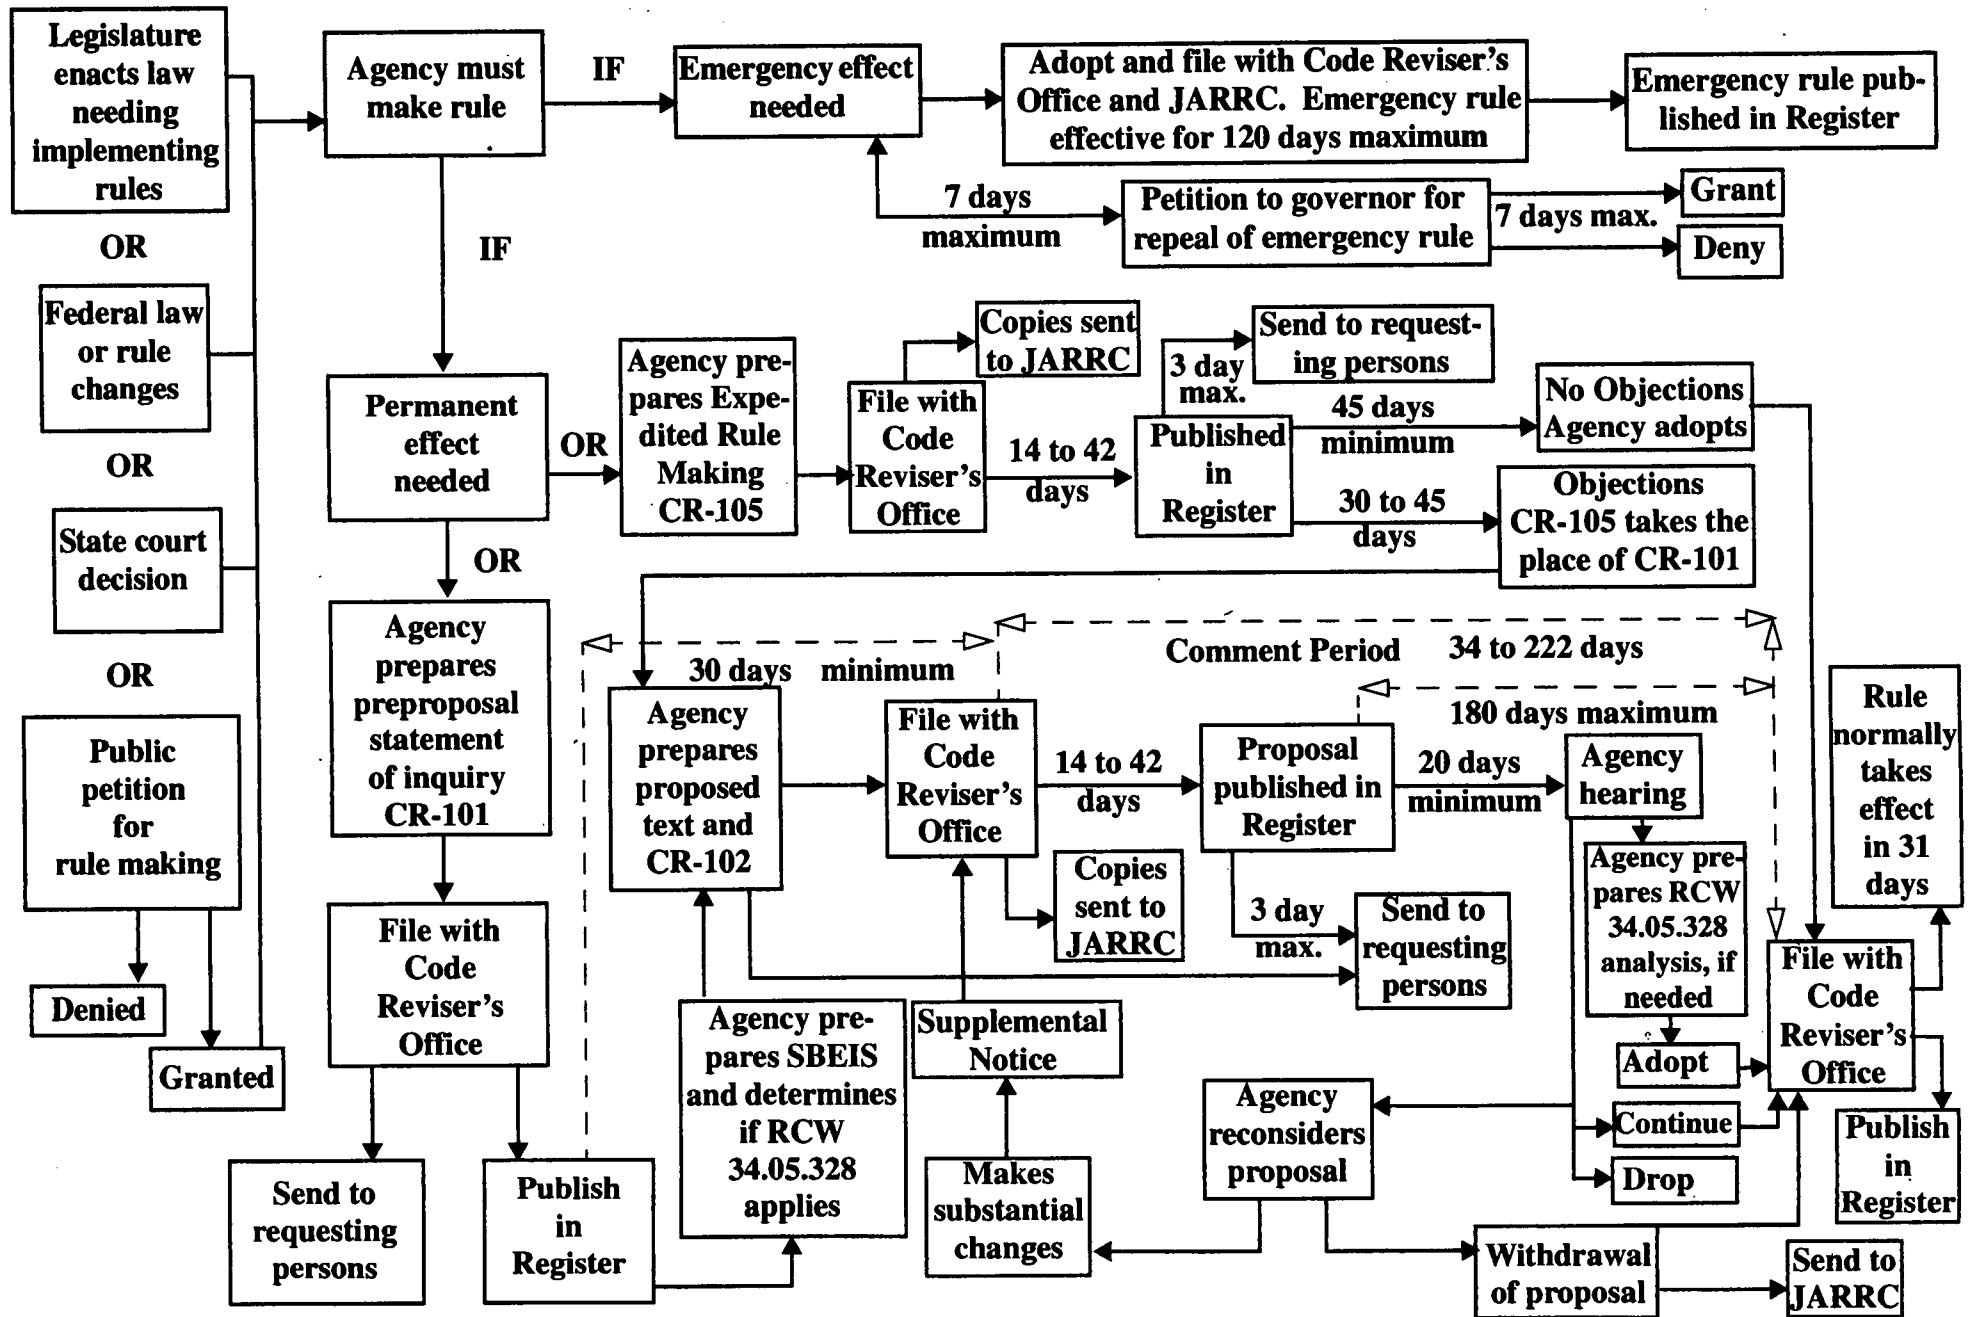 Legislature
enacts law
needing
implementing
rules
OR
Federal law
or rule
changes
OR
State court
decision
OR
Public
petition
for
rule making
Denied
Granted
Agency must
make rule
IF
Emergency effect
needed
Adopt and file with Code Reviser's
Office and JARRC. Emergency rule
effective for 120 days maximum
Emergency rule pub-
lished in Register
7 days
maximum
Petition to governor for
repeal of emergency rule
7 days max.
Grant
Deny
IF
Permanent
effect
needed
OR
Agency pre-
pares Expe-
dited Rule
Making
CR-105
File with
Code
Reviser's
Office
Copies sent
to JARRC
14 to 42
days
Published
in
Register
3 day
max.
Send to request-
ing persons
45 days
minimum
No Objections
Agency adopts
30 to 45
days
Objections
CR-105 takes the
place of CR-101
OR
Agency
prepares
preproposal
statement
of inquiry
CR-101
File with
Code
Reviser's
Office
Send to
requesting
persons
Publish
in
Register
30 days minimum
Agency
prepares
proposed
text and
CR-102
Agency pre-
pares SBEIS
and determines
if RCW
34.05.328
applies
File with
Code
Reviser's
Office
Comment Period 34 to 222 days
180 days maximum
14 to 42
days
Copies
sent to
JARRC
Proposal
published in
Register
3 day
max.
Send to
requesting
persons
20 days
minimum
Agency
hearing
Agency pre-
pares RCW
34.05.328
analysis, if
needed
Adopt
Continue
Drop
Supplemental
Notice
Makes
substantial
changes
Agency
reconsiders
proposal
Withdrawal
of proposal
Send to
JARRC
File with
Code
Reviser's
Office
Rule
normally
takes
effect
in 31
days
Publish
in
Register